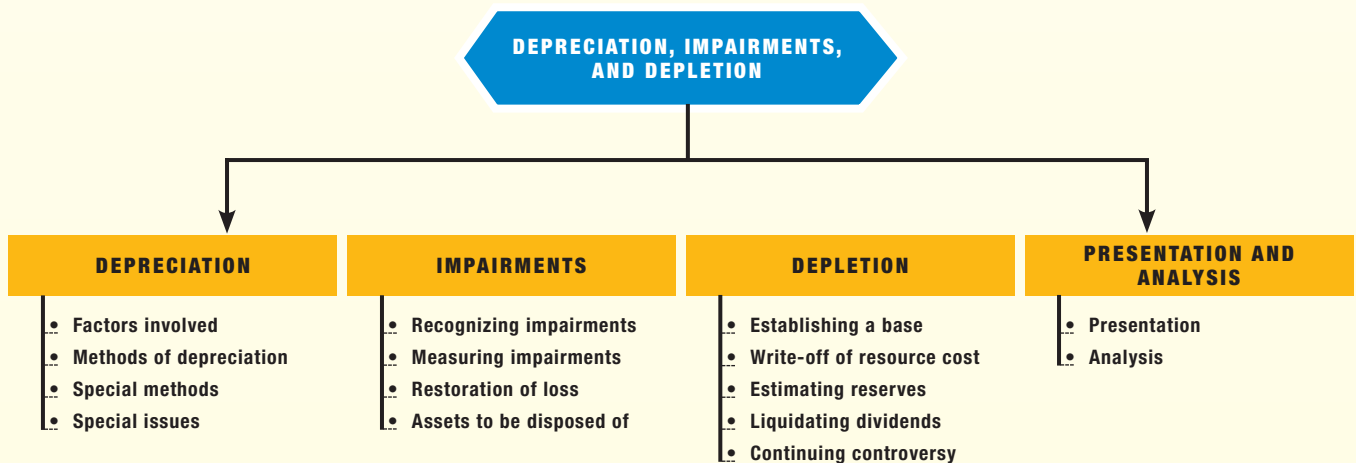 DEPRECIATION, IMPAIRMENTS,
AND DEPLETION
DEPRECIATION
• Factors involved
• Methods of depreciation
• Special methods
• Special issues
IMPAIRMENTS
• Recognizing impairments
• Measuring impairments
• Restoration of loss
• Assets to be disposed of
DEPLETION
• Establishing a base
• Write-off of resource cost
• Estimating reserves
• Liquidating dividends
• Continuing controversy
PRESENTATION AND
ANALYSIS
• Presentation
• Analysis